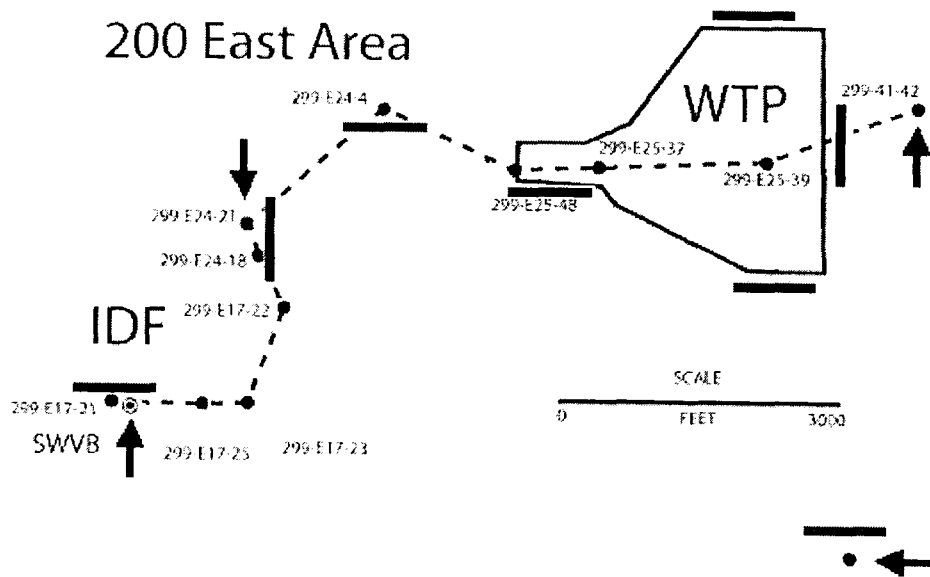 200 East Area
299-E24-4
WTP
299-41-42
299-E25-37
299-E25-39
299-E25-48
299-E24-21
299-E24-18
299-E17-22
IDF
SCALE
0 FEET 3000
299-E17-21
SWVB
299-E17-25
299-E17-23